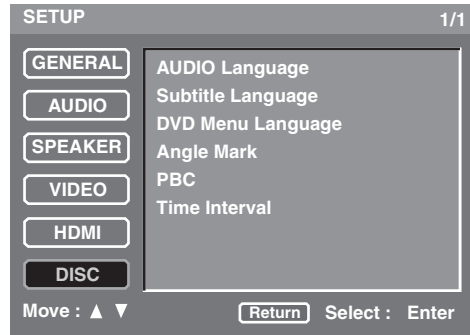 SETUP 1/1
GENERAL
AUDIO
SPEAKER
VIDEO
HDMI
DISC
AUDIO Language
Subtitle Language
DVD Menu Language
Angle Mark
PBC
Time Interval
Move : ▲ ▼ Return Select : Enter